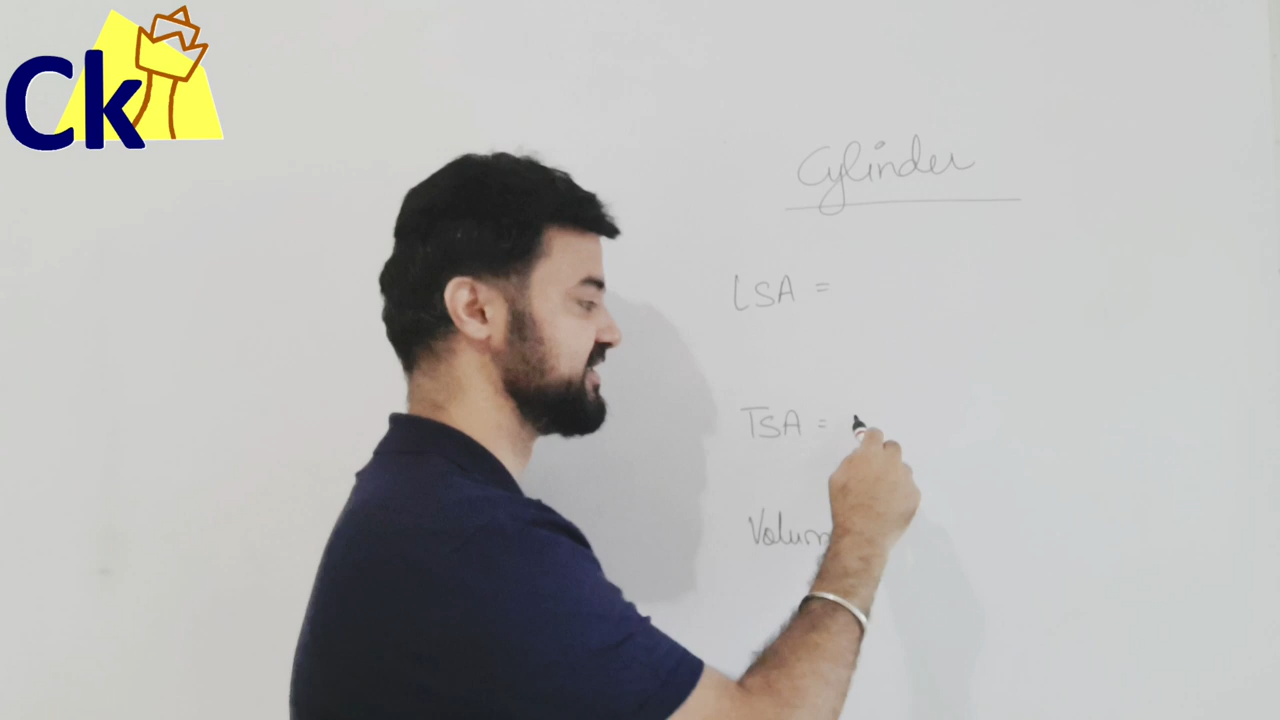 Ck
Cylinder
LSA =
TSA =
Volum